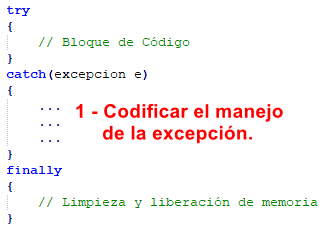 try
{
// Bloque de Código
}
catch(excepcion e)
{
...
... 1 - Codificar el manejo
... de la excepción.
}
finally
{
// Limpieza y liberación de memoria
}